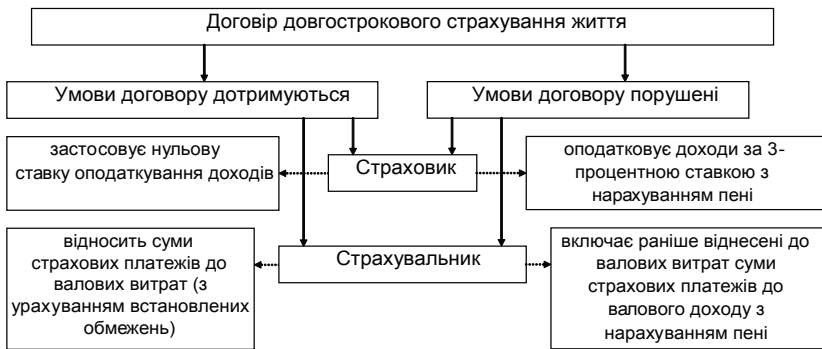 Договір довгострокового страхування життя
Умови договору дотримуються
Умови договору порушені
застосовує нульову
ставку оподаткування доходів
Страховик
оподатковує доходи за 3-
процентною ставкою з
нарахуванням пені
відносить суми
страхових платежів до
валових витрат (з
урахуванням встановлених
обмежень)
Страхувальник
включає раніше віднесені до
валових витрат суми
страхових платежів до
валового доходу з
нарахуванням пені